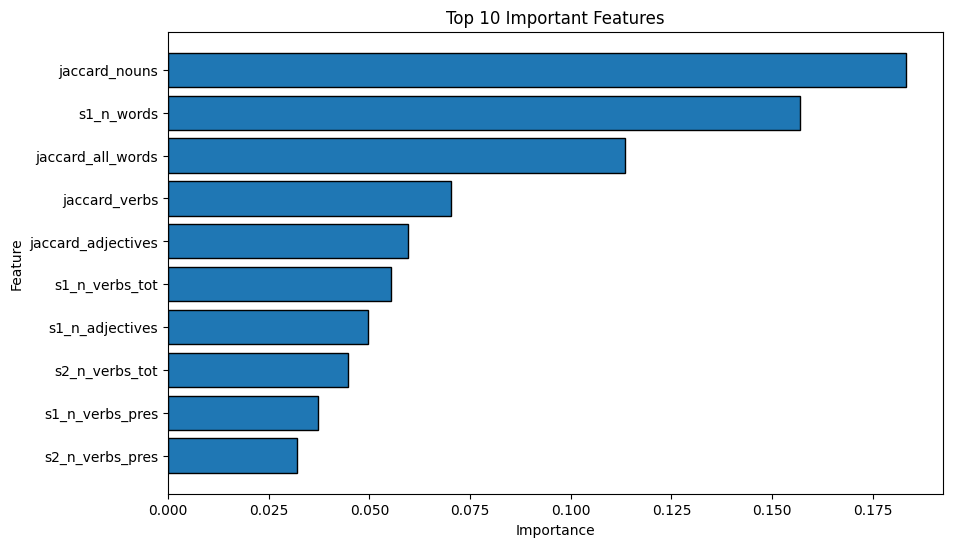 Top 10 Important Features
Feature
jaccard_nouns
s1_n_words
jaccard_all_words
jaccard_verbs
jaccard_adjectives
s1_n_verbs_tot
s1_n_adjectives
s2_n_verbs_tot
s1_n_verbs_pres
s2_n_verbs_pres
0.000 0.025 0.050 0.075 0.100 0.125 0.150 0.175
Importance